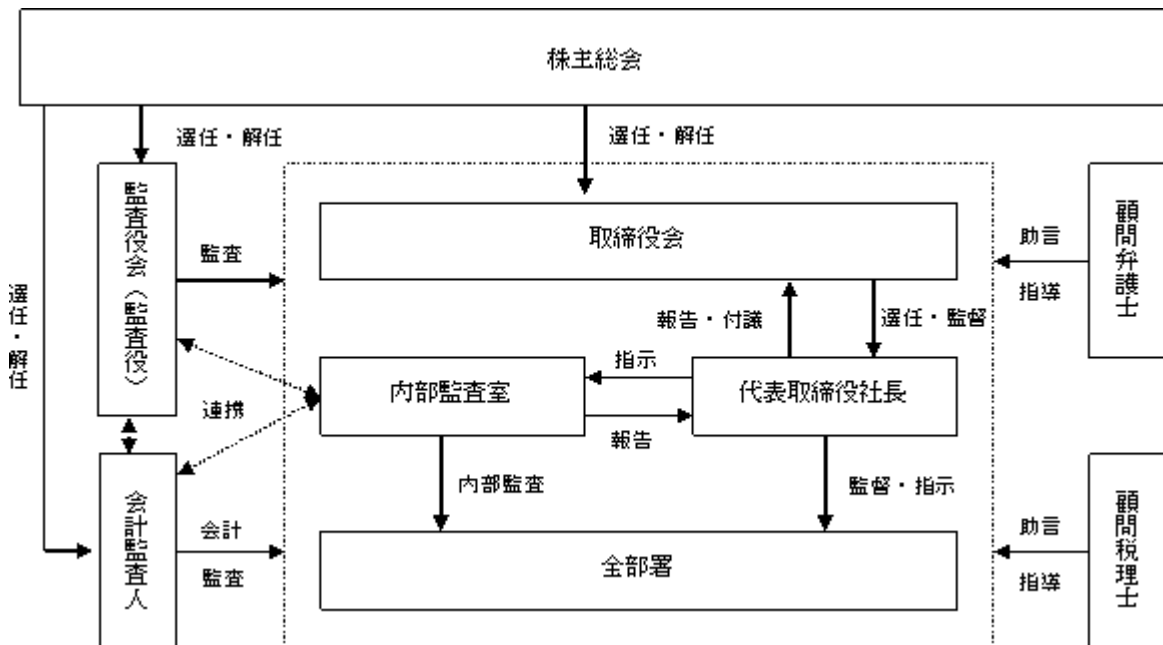 株主総会
選任・解任
選任・解任
選任・解任
監査役会（監査役）
監査
取締役会
助言
指導
顧問弁護士
報告・付議
選任・監督
内部監査室
指示
報告
代表取締役社長
連携
内部監査
監督・指示
会計監査人
会計
監査
全部署
助言
指導
顧問税理士